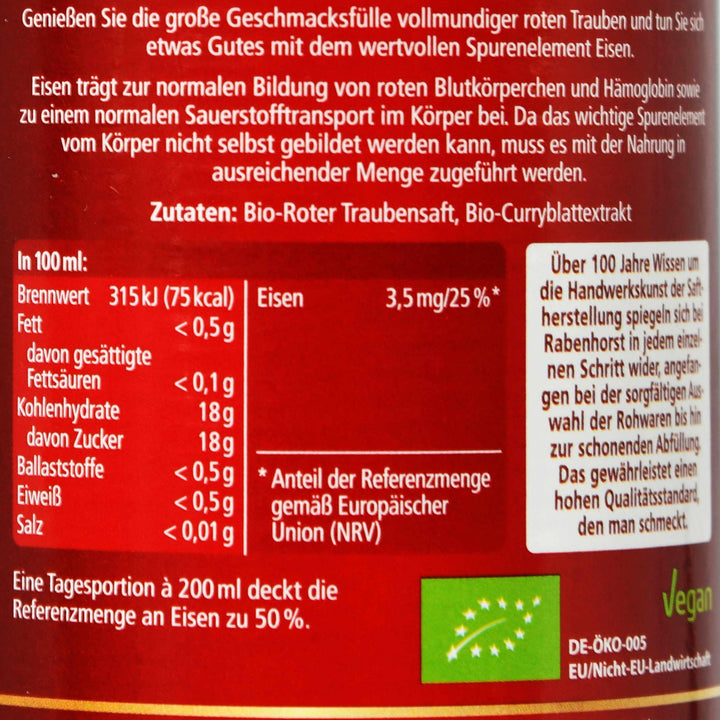 Genießen Sie die große Geschmacksfülle vollmundiger roten Trauben und tun Sie sich
etwas Gutes mit dem wertvollen Spurenelement Eisen.
Eisen trägt zur normalen Bildung von roten Blutkörperchen und Hämoglobin sowie
zu einem normalen Sauerstofftransport im Körper bei. Da das wichtige Spurenelement
vom Körper nicht selbst gebildet werden kann, muss es mit der Nahrung in
ausreichender Menge zugeführt werden.
Zutaten: Bio-Roter Traubensaft, Bio-Curryblattextrakt
In 100 ml:
Brennwert 315 kJ (75 kcal)
Fett < 0,5 g
davon gesättigte
Fettsäuren < 0,1 g
Kohlenhydrate 18 g
davon Zucker 18 g
Ballaststoffe < 0,5 g
Eiweiß < 0,5 g
Salz < 0,01 g
Eisen 3,5 mg/25 %*
* Anteil der Referenzmenge
gemäß Europäischer
Union (NRV)
Über 100 Jahre Wissen um
die Handwerkskunst der Saft-
herstellung spiegeln sich bei
Rabenhorst in jedem einzel-
nen Schritt wider, angefan-
gen bei der sorgfältigen Aus-
wahl der Rohwaren bis hin
zur schonenden Abfüllung.
Das gewährleistet einen
hohen Qualitätsstandard,
den man schmeckt.
Eine Tagesportion à 200 ml deckt die
Referenzmenge an Eisen zu 50 %.
Vegan
DE-ÖKO-005
EU/Nicht-EU-Landwirtschaft